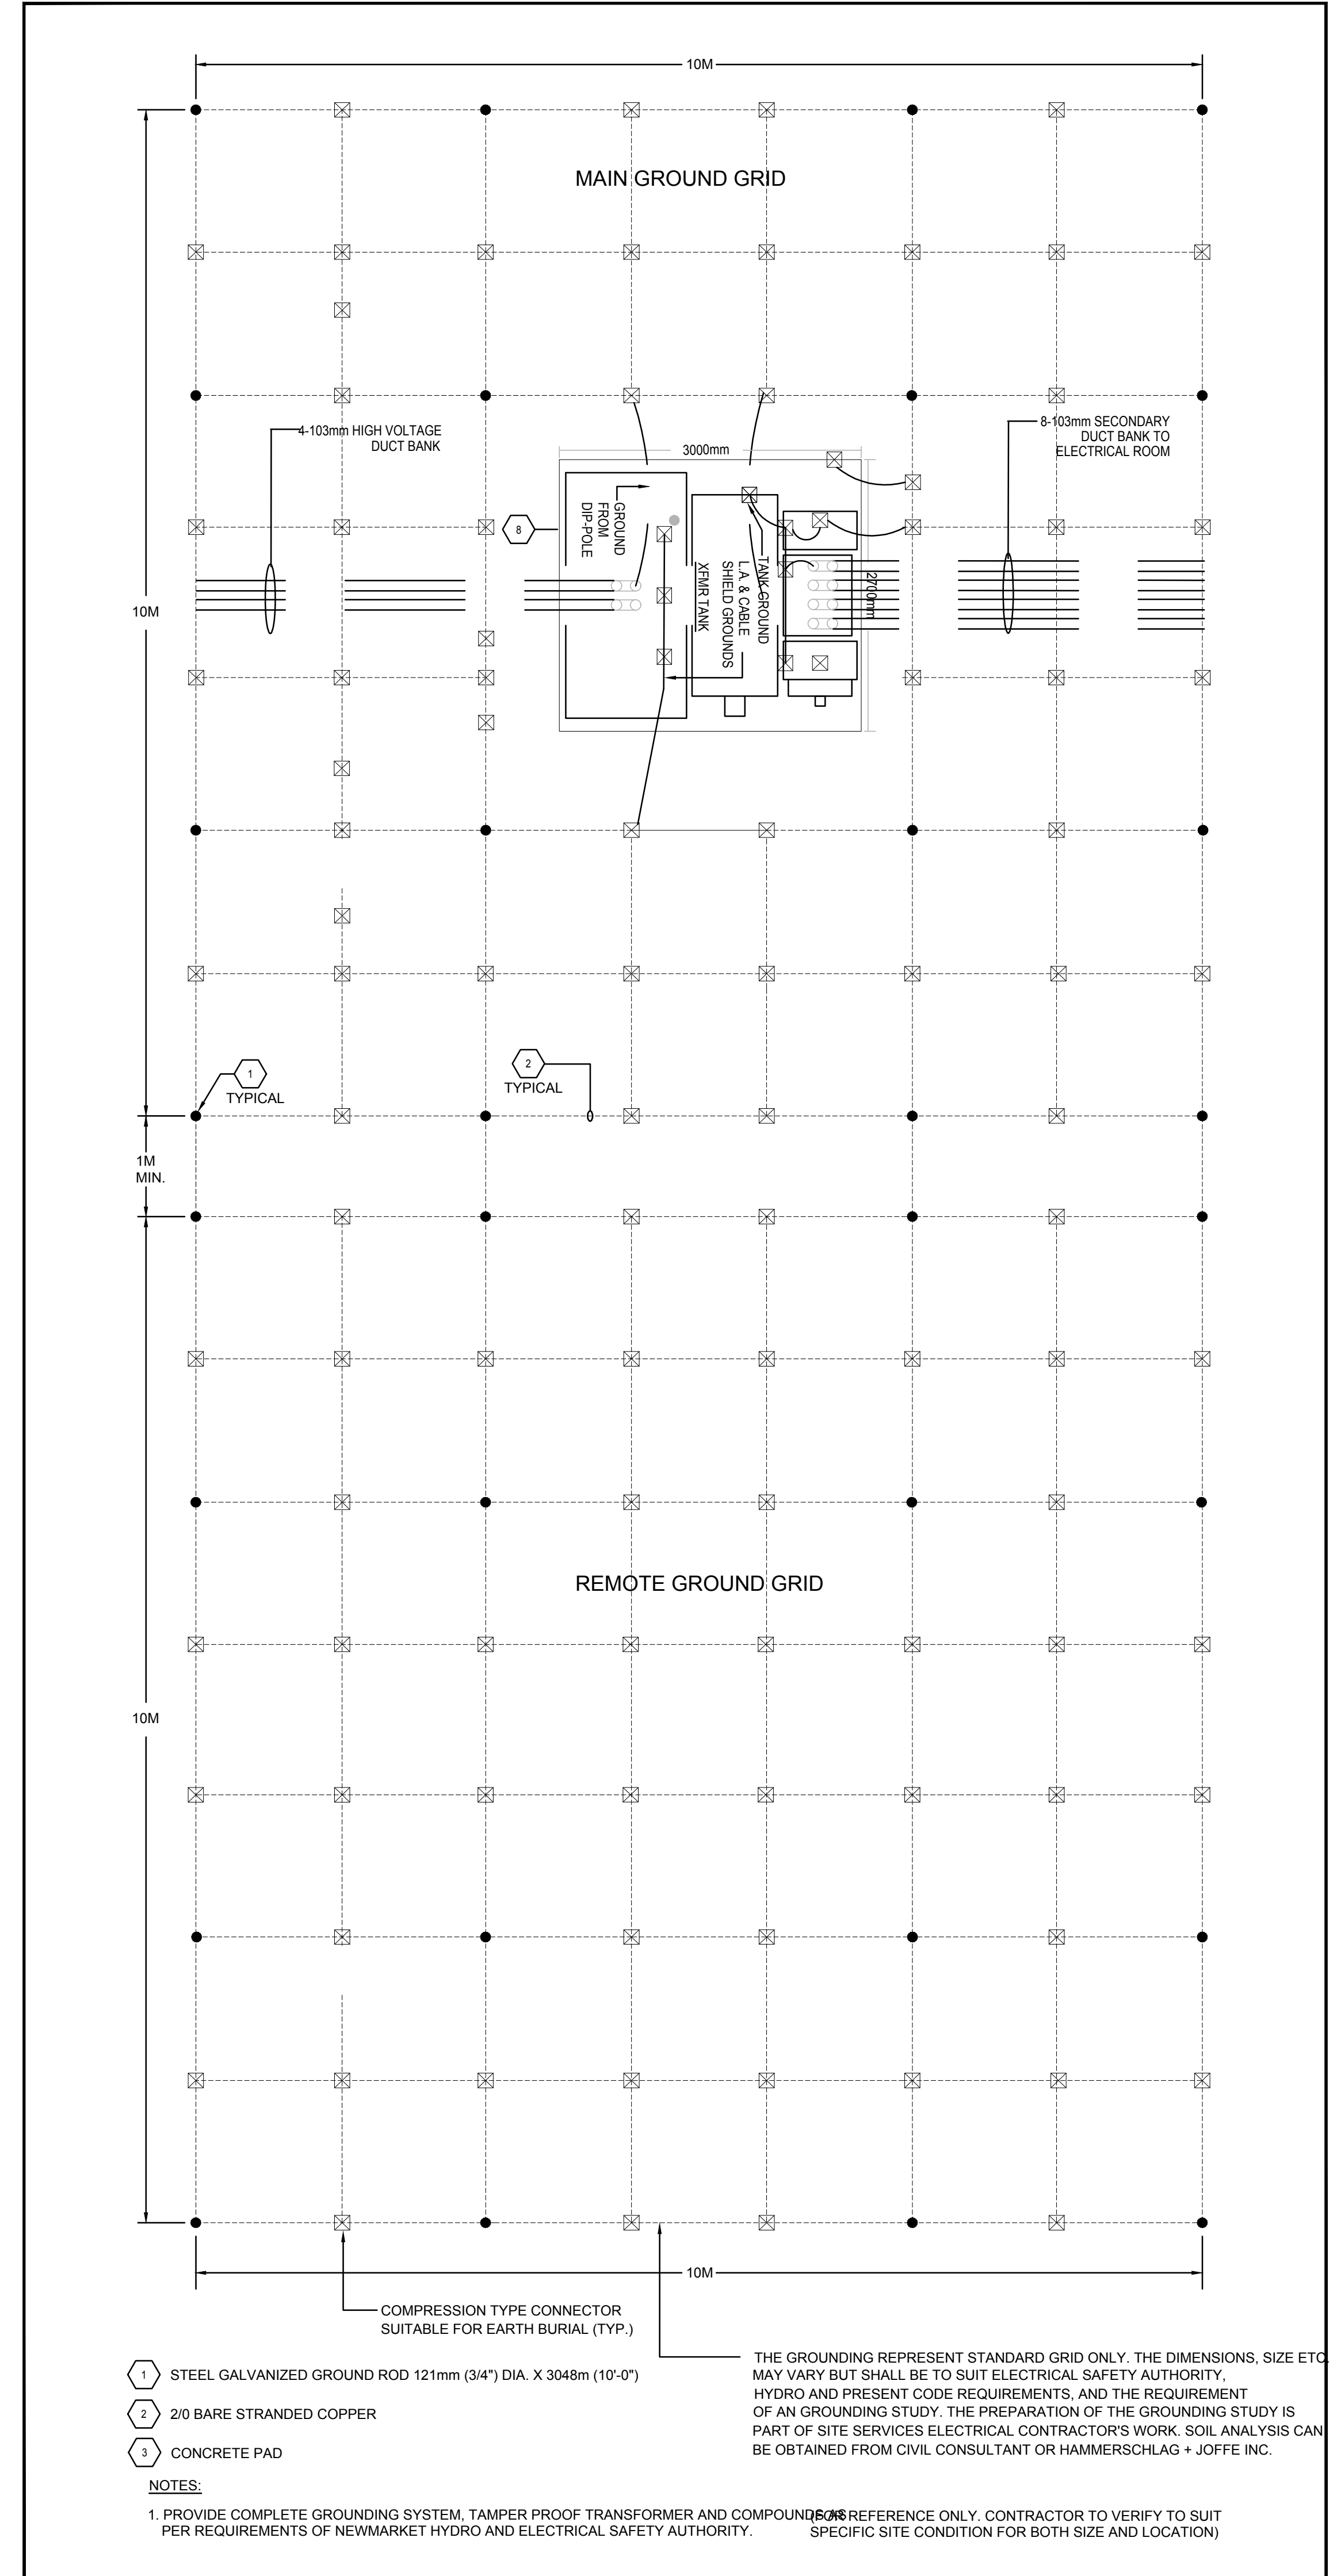 10M
MAIN GROUND GRID
4-103mm HIGH VOLTAGE
DUCT BANK
3000mm
8-103mm SECONDARY
DUCT BANK TO
ELECTRICAL ROOM
8
GROUND
FROM
DIP-POLE
TANK GROUND
L.A. & CABLE
SHIELD GROUNDS
XFMR TANK
2700mm
10M
1
TYPICAL
2
TYPICAL
1M
MIN.
REMOTE GROUND GRID
10M
10M
COMPRESSION TYPE CONNECTOR
SUITABLE FOR EARTH BURIAL (TYP.)
THE GROUNDING REPRESENT STANDARD GRID ONLY. THE DIMENSIONS, SIZE ETC.
MAY VARY BUT SHALL BE TO SUIT ELECTRICAL SAFETY AUTHORITY,
HYDRO AND PRESENT CODE REQUIREMENTS, AND THE REQUIREMENT
OF AN GROUNDING STUDY. THE PREPARATION OF THE GROUNDING STUDY IS
PART OF SITE SERVICES ELECTRICAL CONTRACTOR'S WORK. SOIL ANALYSIS CAN
BE OBTAINED FROM CIVIL CONSULTANT OR HAMMERSCHLAG + JOFFE INC.
1 STEEL GALVANIZED GROUND ROD 121mm (3/4") DIA. X 3048m (10'-0")
2 2/0 BARE STRANDED COPPER
3 CONCRETE PAD
NOTES:
1. PROVIDE COMPLETE GROUNDING SYSTEM, TAMPER PROOF TRANSFORMER AND COMPOUNDS AS
PER REQUIREMENTS OF NEWMARKET HYDRO AND ELECTRICAL SAFETY AUTHORITY.
(FOR REFERENCE ONLY. CONTRACTOR TO VERIFY TO SUIT
SPECIFIC SITE CONDITION FOR BOTH SIZE AND LOCATION)